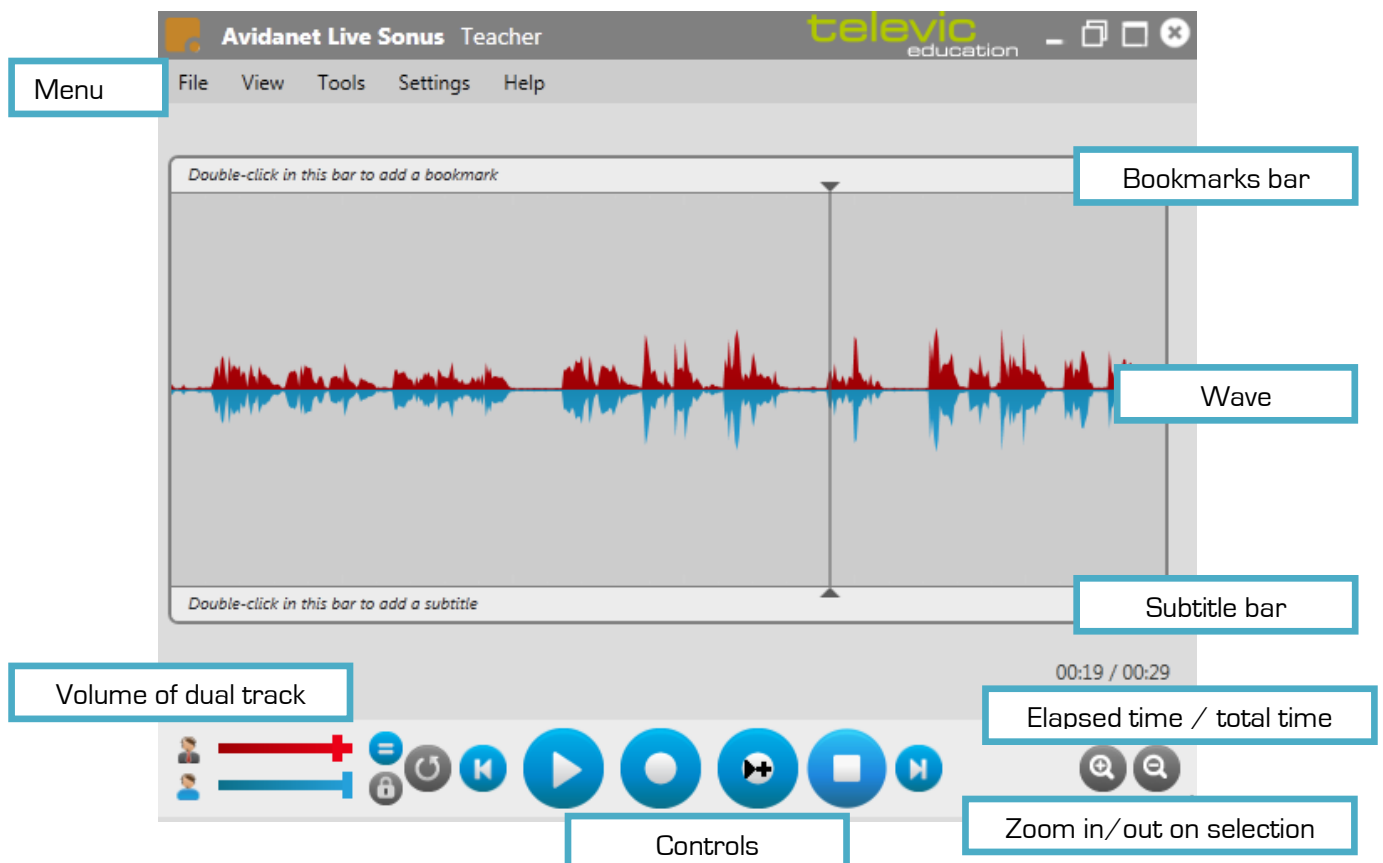 Avidanet Live Sonus Teacher
televic
education
Menu
File View Tools Settings Help
Double-click in this bar to add a bookmark
Bookmarks bar
Wave
Double-click in this bar to add a subtitle
Subtitle bar
00:19 / 00:29
Volume of dual track
Elapsed time / total time
Zoom in/out on selection
Controls